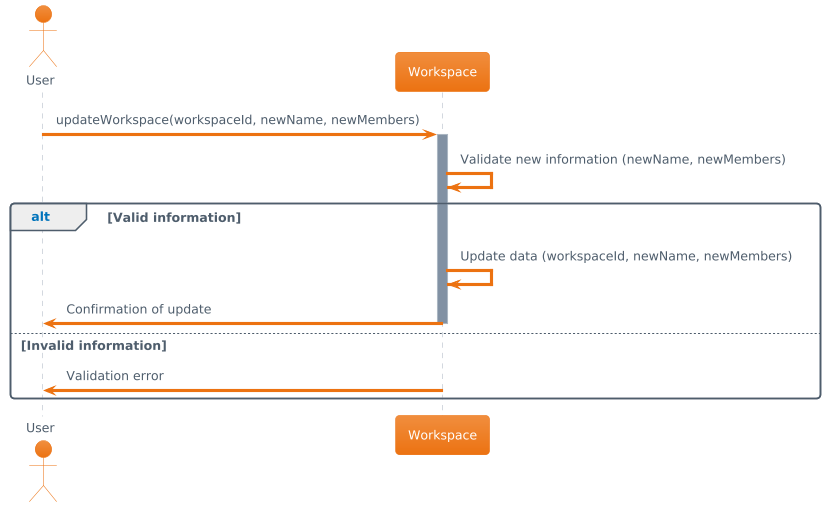 User
Workspace
updateWorkspace(workspaceId, newName, newMembers)
Validate new information (newName, newMembers)
alt
[Valid information]
Update data (workspaceId, newName, newMembers)
Confirmation of update
[Invalid information]
Validation error
User
Workspace